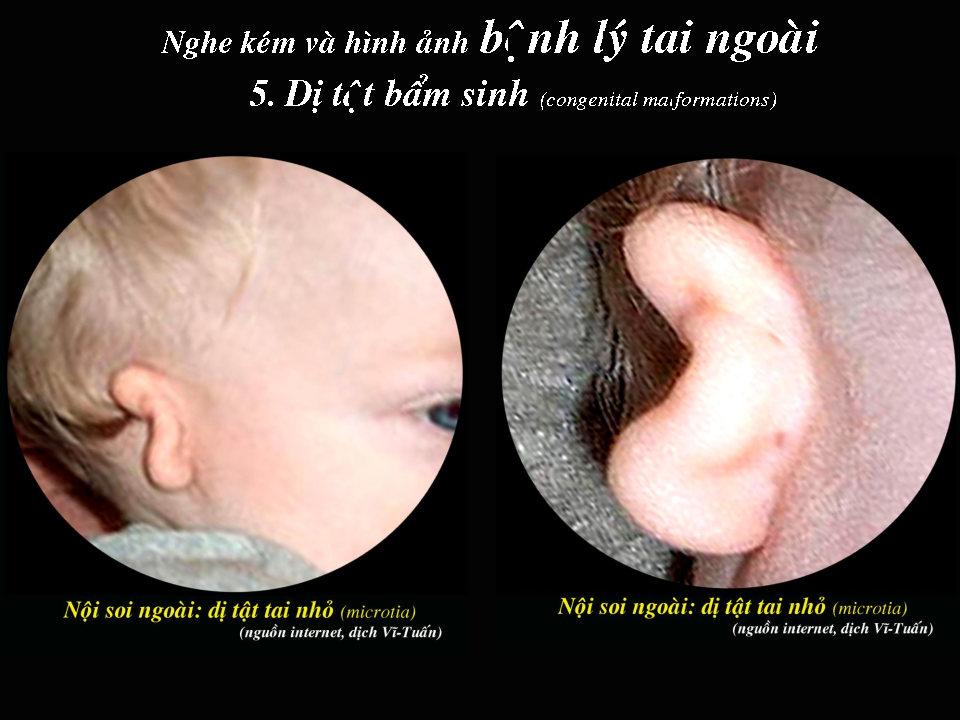 Nghe kém và hình ảnh bệnh lý tai ngoài
5. Dị tật bẩm sinh (congenital malformations)
Nội soi ngoài: dị tật tai nhỏ (microtia)
(nguồn internet, dịch Vĩ-Tuấn)
Nội soi ngoài: dị tật tai nhỏ (microtia)
(nguồn internet, dịch Vĩ-Tuấn)